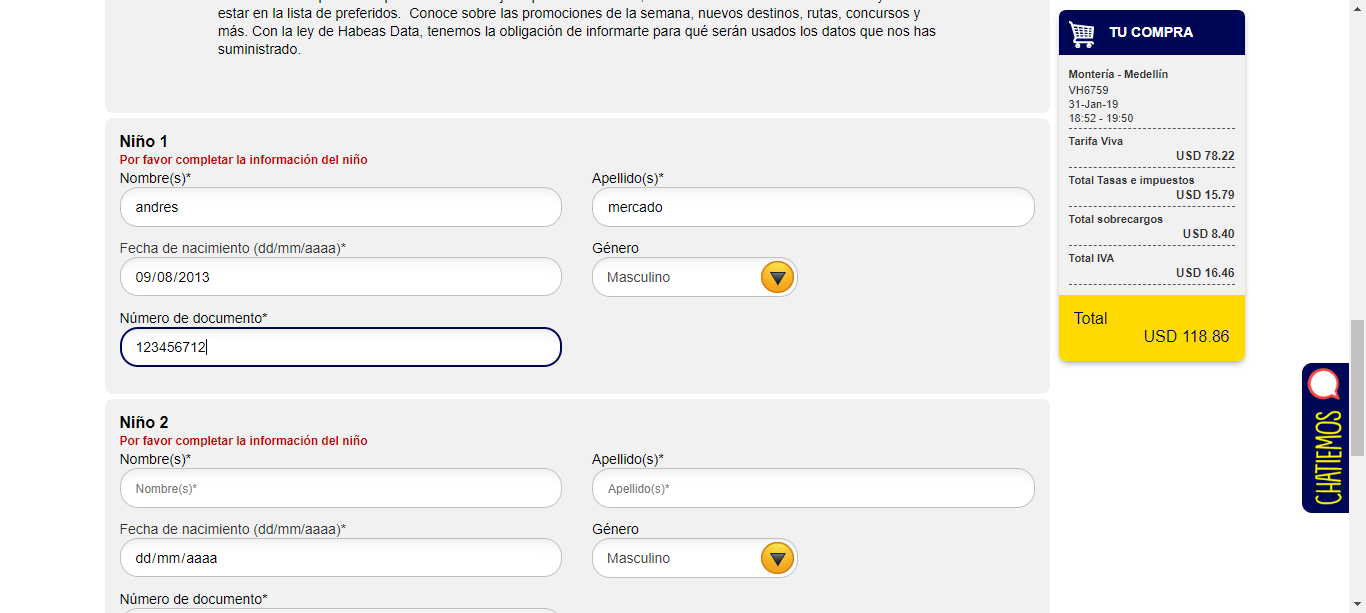 estar en la lista de preferidos.  Conoce sobre las promociones de la semana, nuevos destinos, rutas, concursos y
más. Con la ley de Habeas Data, tenemos la obligación de informarte para qué serán usados los datos que nos has
suministrado.
Niño 1
Por favor completar la información del niño
Nombre(s)*
Apellido(s)*
andres
mercado
Fecha de nacimiento (dd/mm/aaaa)*
Género
09/08/2013
Masculino
Número de documento*
123456712
Niño 2
Por favor completar la información del niño
Nombre(s)*
Apellido(s)*
Nombre(s)*
Apellido(s)*
Fecha de nacimiento (dd/mm/aaaa)*
Género
dd/mm/aaaa
Masculino
Número de documento*
TU COMPRA
Montería - Medellín
VH6759
31-Jan-19
18:52 - 19:50
Tarifa Viva
USD 78.22
Total Tasas e impuestos
USD 15.79
Total sobrecargos
USD 8.40
Total IVA
USD 16.46
Total
USD 118.86
CHATIEMOS